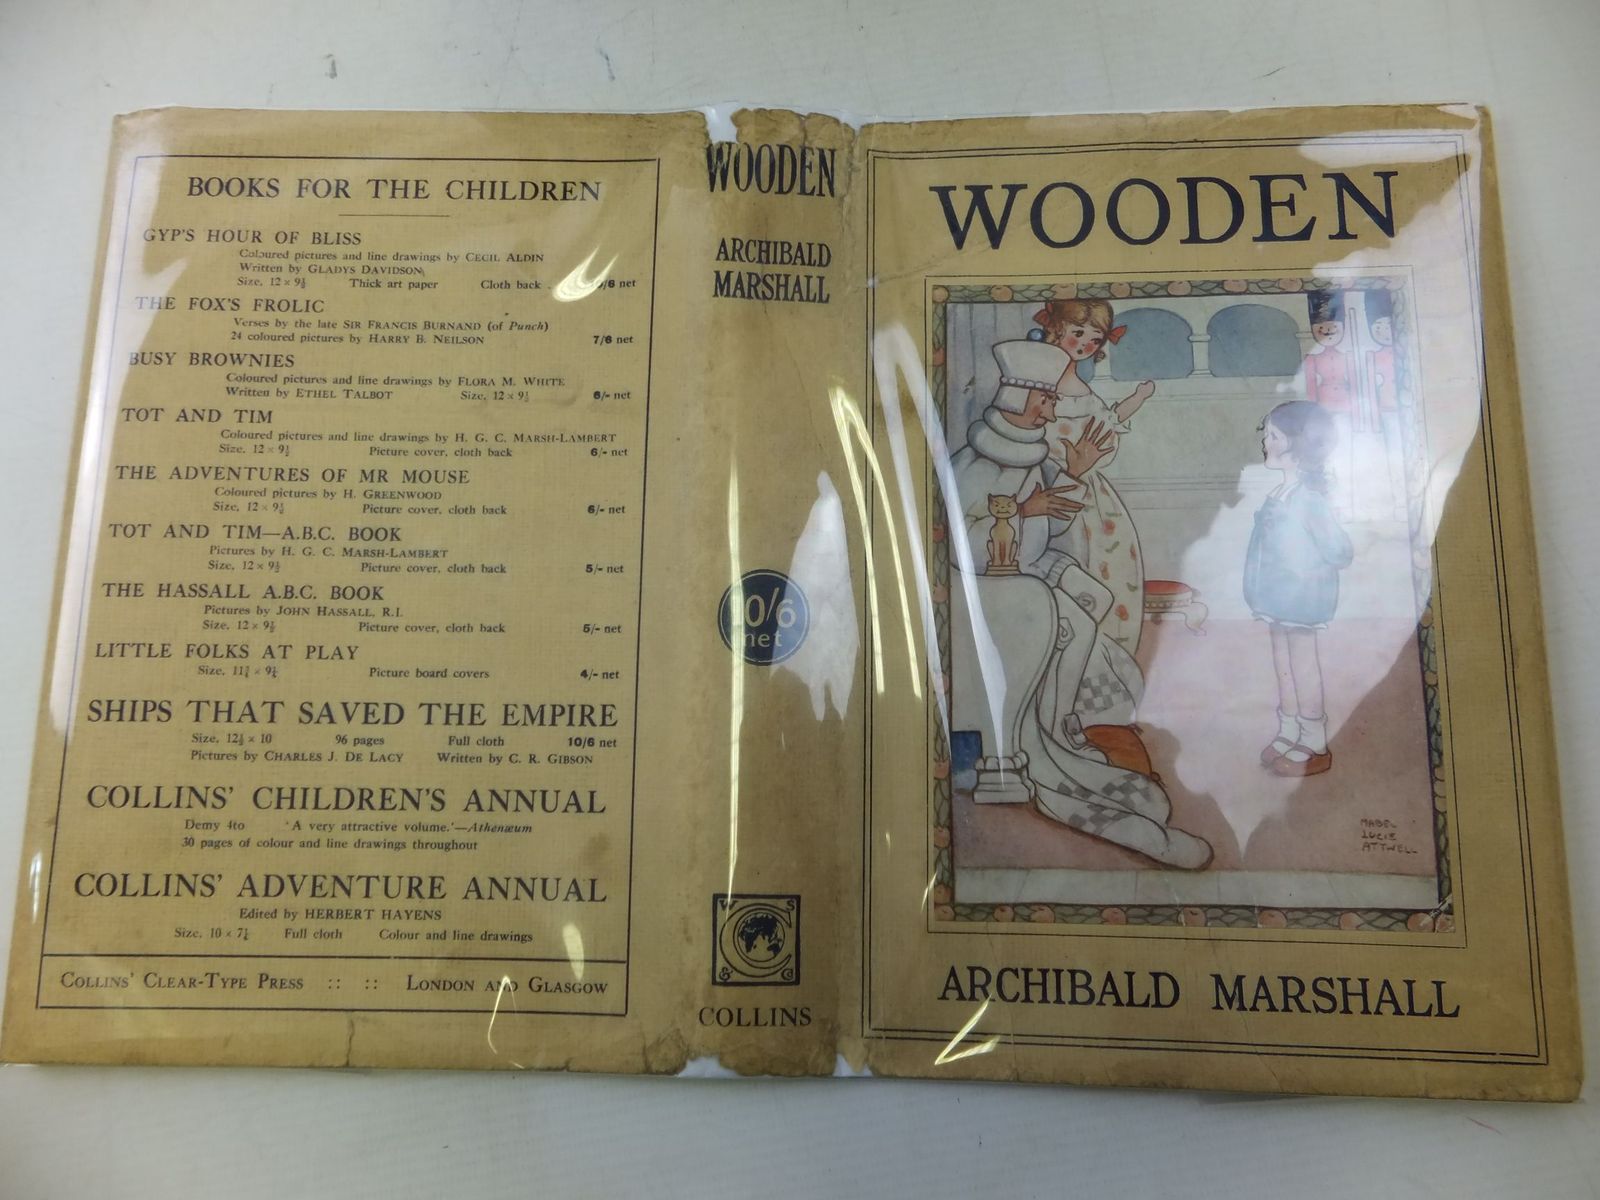 BOOKS FOR THE CHILDREN
GYP'S HOUR OF BLISS
Coloured pictures and line drawings by CECIL ALDIN
Written by GLADYS DAVIDSON
Size, 12 × 9½ Thick art paper Cloth back . /6 net
THE FOX'S FROLIC
Verses by the late SIR FRANCIS BURNAND (of Punch)
24 coloured pictures by HARRY B. NEILSON 7/6 net
BUSY BROWNIES
Coloured pictures and line drawings by FLORA M. WHITE
Written by ETHEL TALBOT Size, 12 × 9½ 6/- net
TOT AND TIM
Coloured pictures and line drawings by H. G. C. MARSH-LAMBERT
Size, 12 × 9½ Picture cover, cloth back 6/- net
THE ADVENTURES OF MR MOUSE
Coloured pictures by H. GREENWOOD
Size, 12 × 9½ Picture cover, cloth back 6/- net
TOT AND TIM—A.B.C. BOOK
Pictures by H. G. C. MARSH-LAMBERT
Size, 12 × 9½ Picture cover, cloth back 5/- net
THE HASSALL A.B.C. BOOK
Pictures by JOHN HASSALL, R.I.
Size, 12 × 9½ Picture cover, cloth back 5/- net
LITTLE FOLKS AT PLAY
Size, Picture board covers 4/- net
SHIPS THAT SAVED THE EMPIRE
Size, 12½ × 10 96 pages Full cloth 10/6 net
Pictures by CHARLES J. DE LACY Written by C. R. GIBSON
COLLINS' CHILDREN'S ANNUAL
Demy 4to 'A very attractive volume.'—Athenæum
30 pages of colour and line drawings throughout
COLLINS' ADVENTURE ANNUAL
Edited by HERBERT HAYENS
Size, 10 × 7¼ Full cloth Colour and line drawings
COLLINS' CLEAR-TYPE PRESS :: :: LONDON AND GLASGOW
WOODEN
ARCHIBALD
MARSHALL
10/6
net
W S
C
& Co
COLLINS
WOODEN
MABEL
LUCIE
ATTWELL
ARCHIBALD MARSHALL